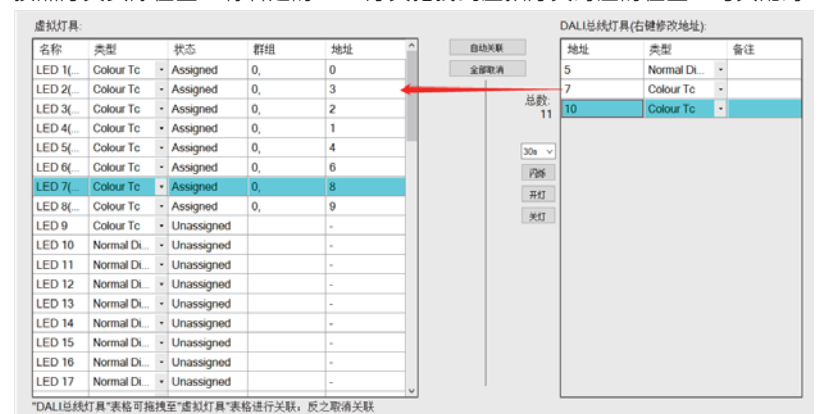 虚拟灯具:
DALI总线灯具(右键修改地址):
名称 类型 状态 群组 地址
自动关联
地址 类型 备注
LED 1(... Colour Tc Assigned 0, 0
全部取消
5 Normal Di...
LED 2(... Colour Tc Assigned 0, 3
7 Colour Tc
总数:
11
LED 3(... Colour Tc Assigned 0, 2
10 Colour Tc
LED 4(... Colour Tc Assigned 0, 1
LED 5(... Colour Tc Assigned 0, 4
30s
LED 6(... Colour Tc Assigned 0, 6
闪烁
LED 7(... Colour Tc Assigned 0, 8
开灯
LED 8(... Colour Tc Assigned 0, 9
关灯
LED 9 Colour Tc Unassigned -
LED 10 Normal Di... Unassigned -
LED 11 Normal Di... Unassigned -
LED 12 Normal Di... Unassigned -
LED 13 Normal Di... Unassigned -
LED 14 Normal Di... Unassigned -
LED 15 Normal Di... Unassigned -
LED 16 Normal Di... Unassigned -
LED 17 Normal Di... Unassigned -
"DALI总线灯具"表格可拖拽至"虚拟灯具"表格进行关联，反之取消关联